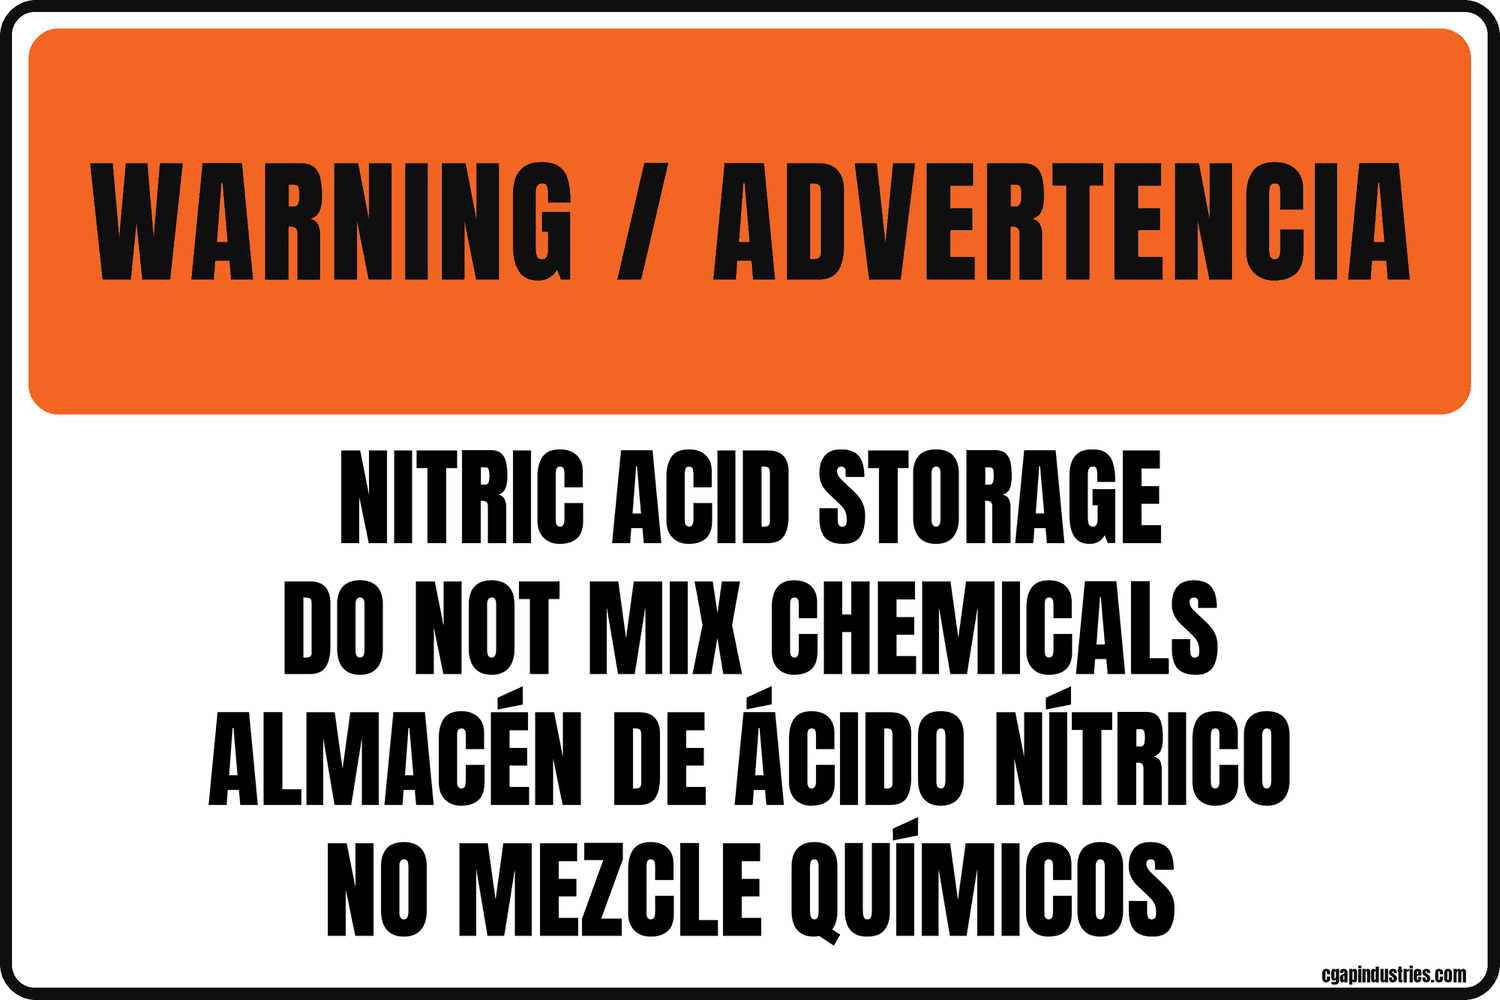 WARNING / ADVERTENCIA
NITRIC ACID STORAGE
DO NOT MIX CHEMICALS
ALMACÉN DE ÁCIDO NÍTRICO
NO MEZCLE QUÍMICOS
cgapindustries.com